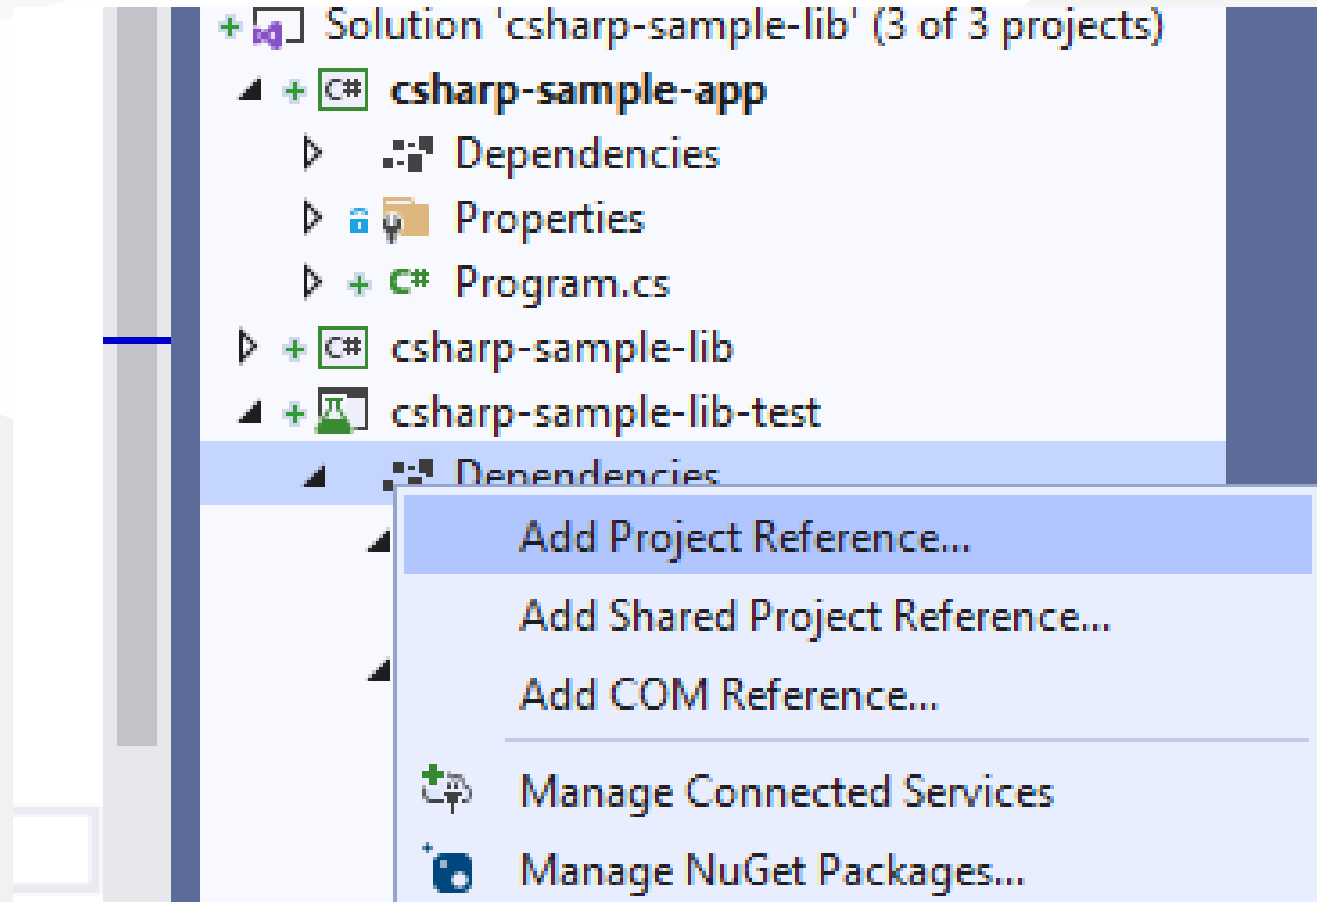 Solution 'csharp-sample-lib' (3 of 3 projects)
C# csharp-sample-app
Dependencies
Properties
C# Program.cs
C# csharp-sample-lib
csharp-sample-lib-test
Dependencies
Add Project Reference...
Add Shared Project Reference...
Add COM Reference...
Manage Connected Services
Manage NuGet Packages...